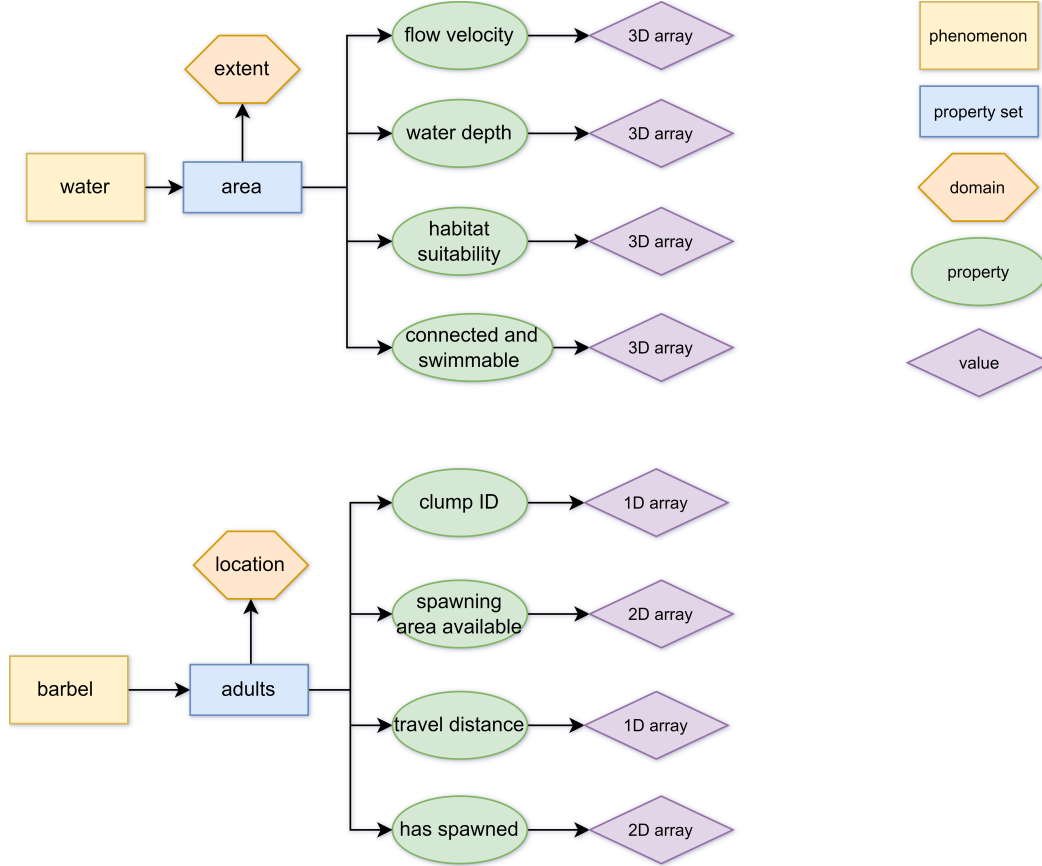 flow velocity
3D array
phenomenon
extent
property set
water depth
3D array
water
area
domain
habitat
suitability
3D array
property
connected and
swimmable
3D array
value
clump ID
1D array
location
spawning
area available
2D array
barbel
adults
travel distance
1D array
has spawned
2D array